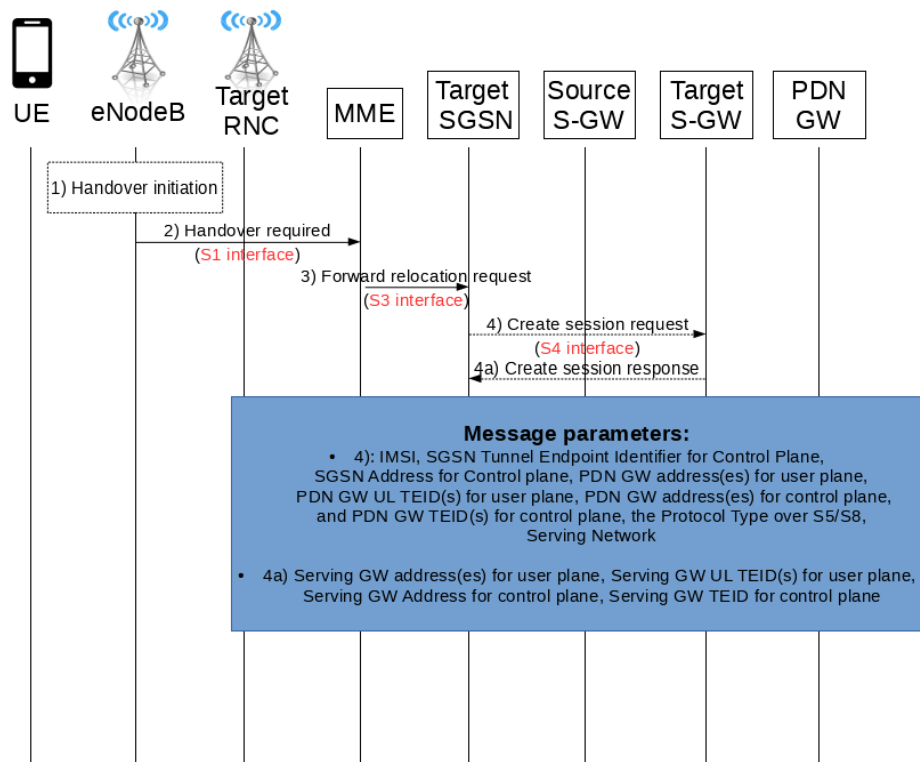 UE
eNodeB
Target
RNC
MME
Target
SGSN
Source
S-GW
Target
S-GW
PDN
GW
1) Handover initiation
2) Handover required
(S1 interface)
3) Forward relocation request
(S3 interface)
4) Create session request
(S4 interface)
4a) Create session response
Message parameters:
• 4): IMSI, SGSN Tunnel Endpoint Identifier for Control Plane,
SGSN Address for Control plane, PDN GW address(es) for user plane,
PDN GW UL TEID(s) for user plane, PDN GW address(es) for control plane,
and PDN GW TEID(s) for control plane, the Protocol Type over S5/S8,
Serving Network
• 4a) Serving GW address(es) for user plane, Serving GW UL TEID(s) for user plane,
Serving GW Address for control plane, Serving GW TEID for control plane